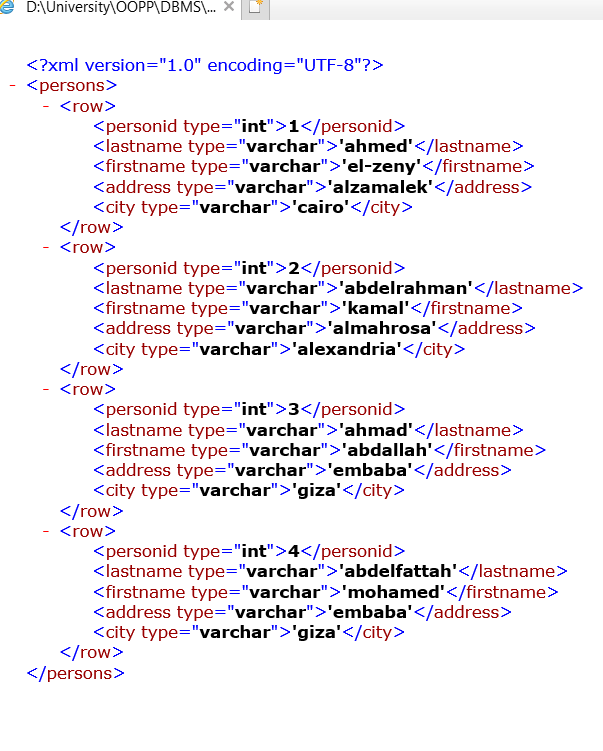 D:\University\OOPP\DBMS\...
<?xml version="1.0" encoding="UTF-8"?>
- <persons>
- <row>
<personid type="int">1</personid>
<lastname type="varchar">'ahmed'</lastname>
<firstname type="varchar">'el-zeny'</firstname>
<address type="varchar">'alzamalek'</address>
<city type="varchar">'cairo'</city>
</row>
- <row>
<personid type="int">2</personid>
<lastname type="varchar">'abdelrahman'</lastname>
<firstname type="varchar">'kamal'</firstname>
<address type="varchar">'almahrosa'</address>
<city type="varchar">'alexandria'</city>
</row>
- <row>
<personid type="int">3</personid>
<lastname type="varchar">'ahmad'</lastname>
<firstname type="varchar">'abdallah'</firstname>
<address type="varchar">'embaba'</address>
<city type="varchar">'giza'</city>
</row>
- <row>
<personid type="int">4</personid>
<lastname type="varchar">'abdelfattah'</lastname>
<firstname type="varchar">'mohamed'</firstname>
<address type="varchar">'embaba'</address>
<city type="varchar">'giza'</city>
</row>
</persons>